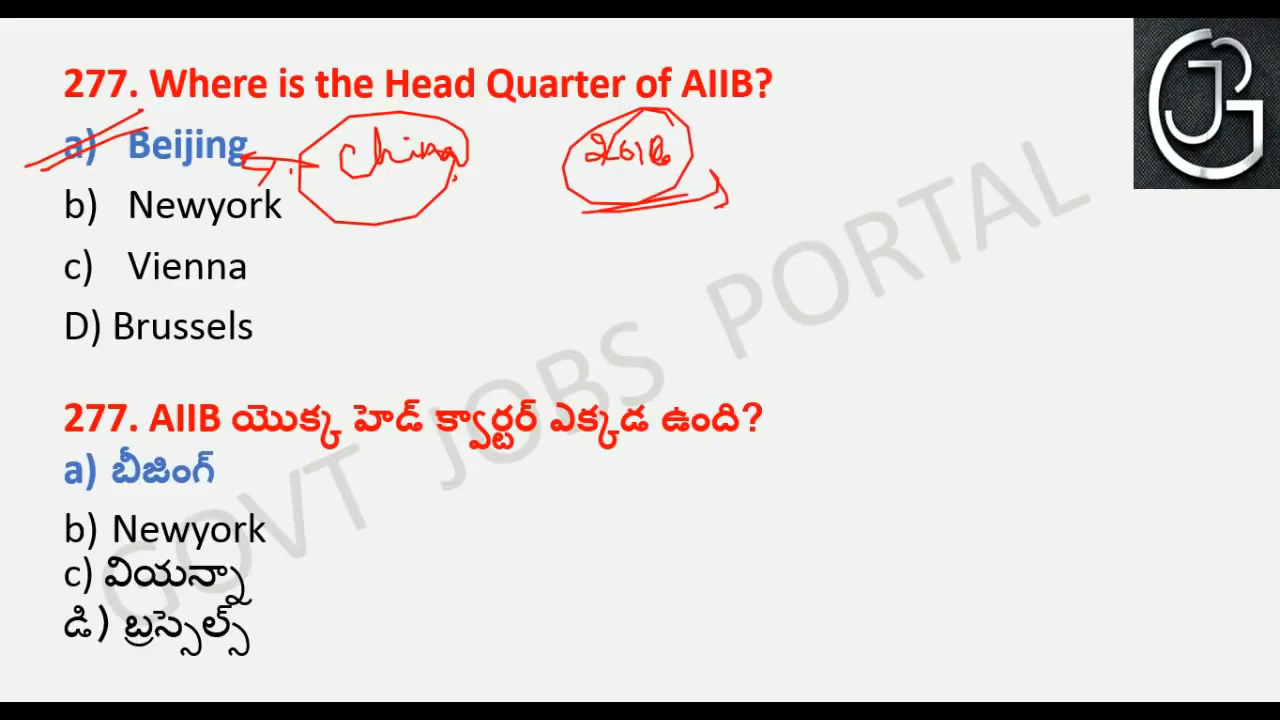 277. Where is the Head Quarter of AIIB?
a) Beijing
China
2016
b) Newyork
c) Vienna
D) Brussels
277. AIIB యొక్క హెడ్ క్వార్టర్ ఎక్కడ ఉంది?
a) బీజింగ్
b) Newyork
c) వియన్నా
డి) బ్రస్సెల్స్
GOVT JOBS PORTAL
GJ